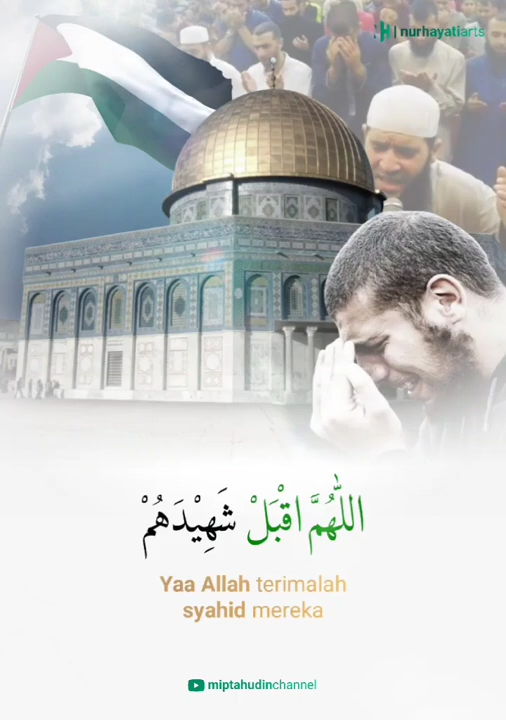 nurhayatiarts
اللّٰهُمَّ اقْبَلْ شَهِيْدَهُمْ
Yaa Allah terimalah
syahid mereka
miptahudinchannel